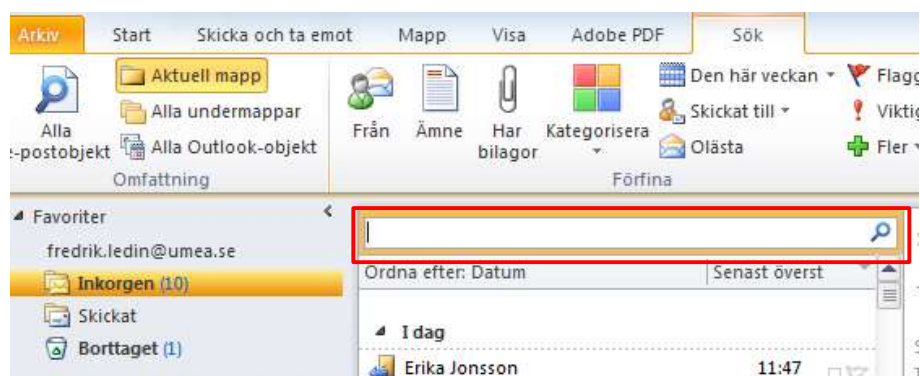 Arkiv Start Skicka och ta emot Mapp Visa Adobe PDF Sök
Aktuell mapp Den här veckan
Alla undermappar Skickat till
Alla Från Ämne Har Kategorisera
-postobjekt Alla Outlook-objekt bilagor Olästa Fler
Omfattning Förfina
Favoriter
fredrik.ledin@umea.se
Inkorgen (10) Ordna efter: Datum Senast överst
Skickat
Borttaget (1) I dag
Erika Jonsson 11:47